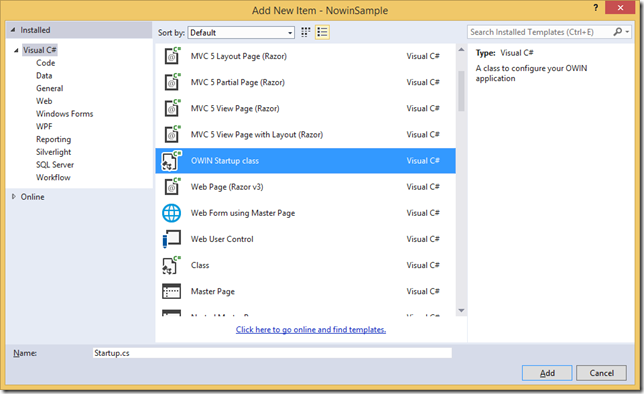 Add New Item - NowinSample
?
Installed
Visual C#
Code
Data
General
Web
Windows Forms
WPF
Reporting
Silverlight
SQL Server
Workflow
Online
Sort by: Default
MVC 5 Layout Page (Razor) Visual C#
MVC 5 Partial Page (Razor) Visual C#
MVC 5 View Page (Razor) Visual C#
MVC 5 View Page with Layout (Razor) Visual C#
OWIN Startup class Visual C#
Web Page (Razor v3) Visual C#
Web Form using Master Page Visual C#
Web User Control Visual C#
Class Visual C#
Master Page Visual C#
Click here to go online and find templates.
Search Installed Templates (Ctrl+E)
Type: Visual C#
A class to configure your OWIN
application
Name: Startup.cs
Add Cancel